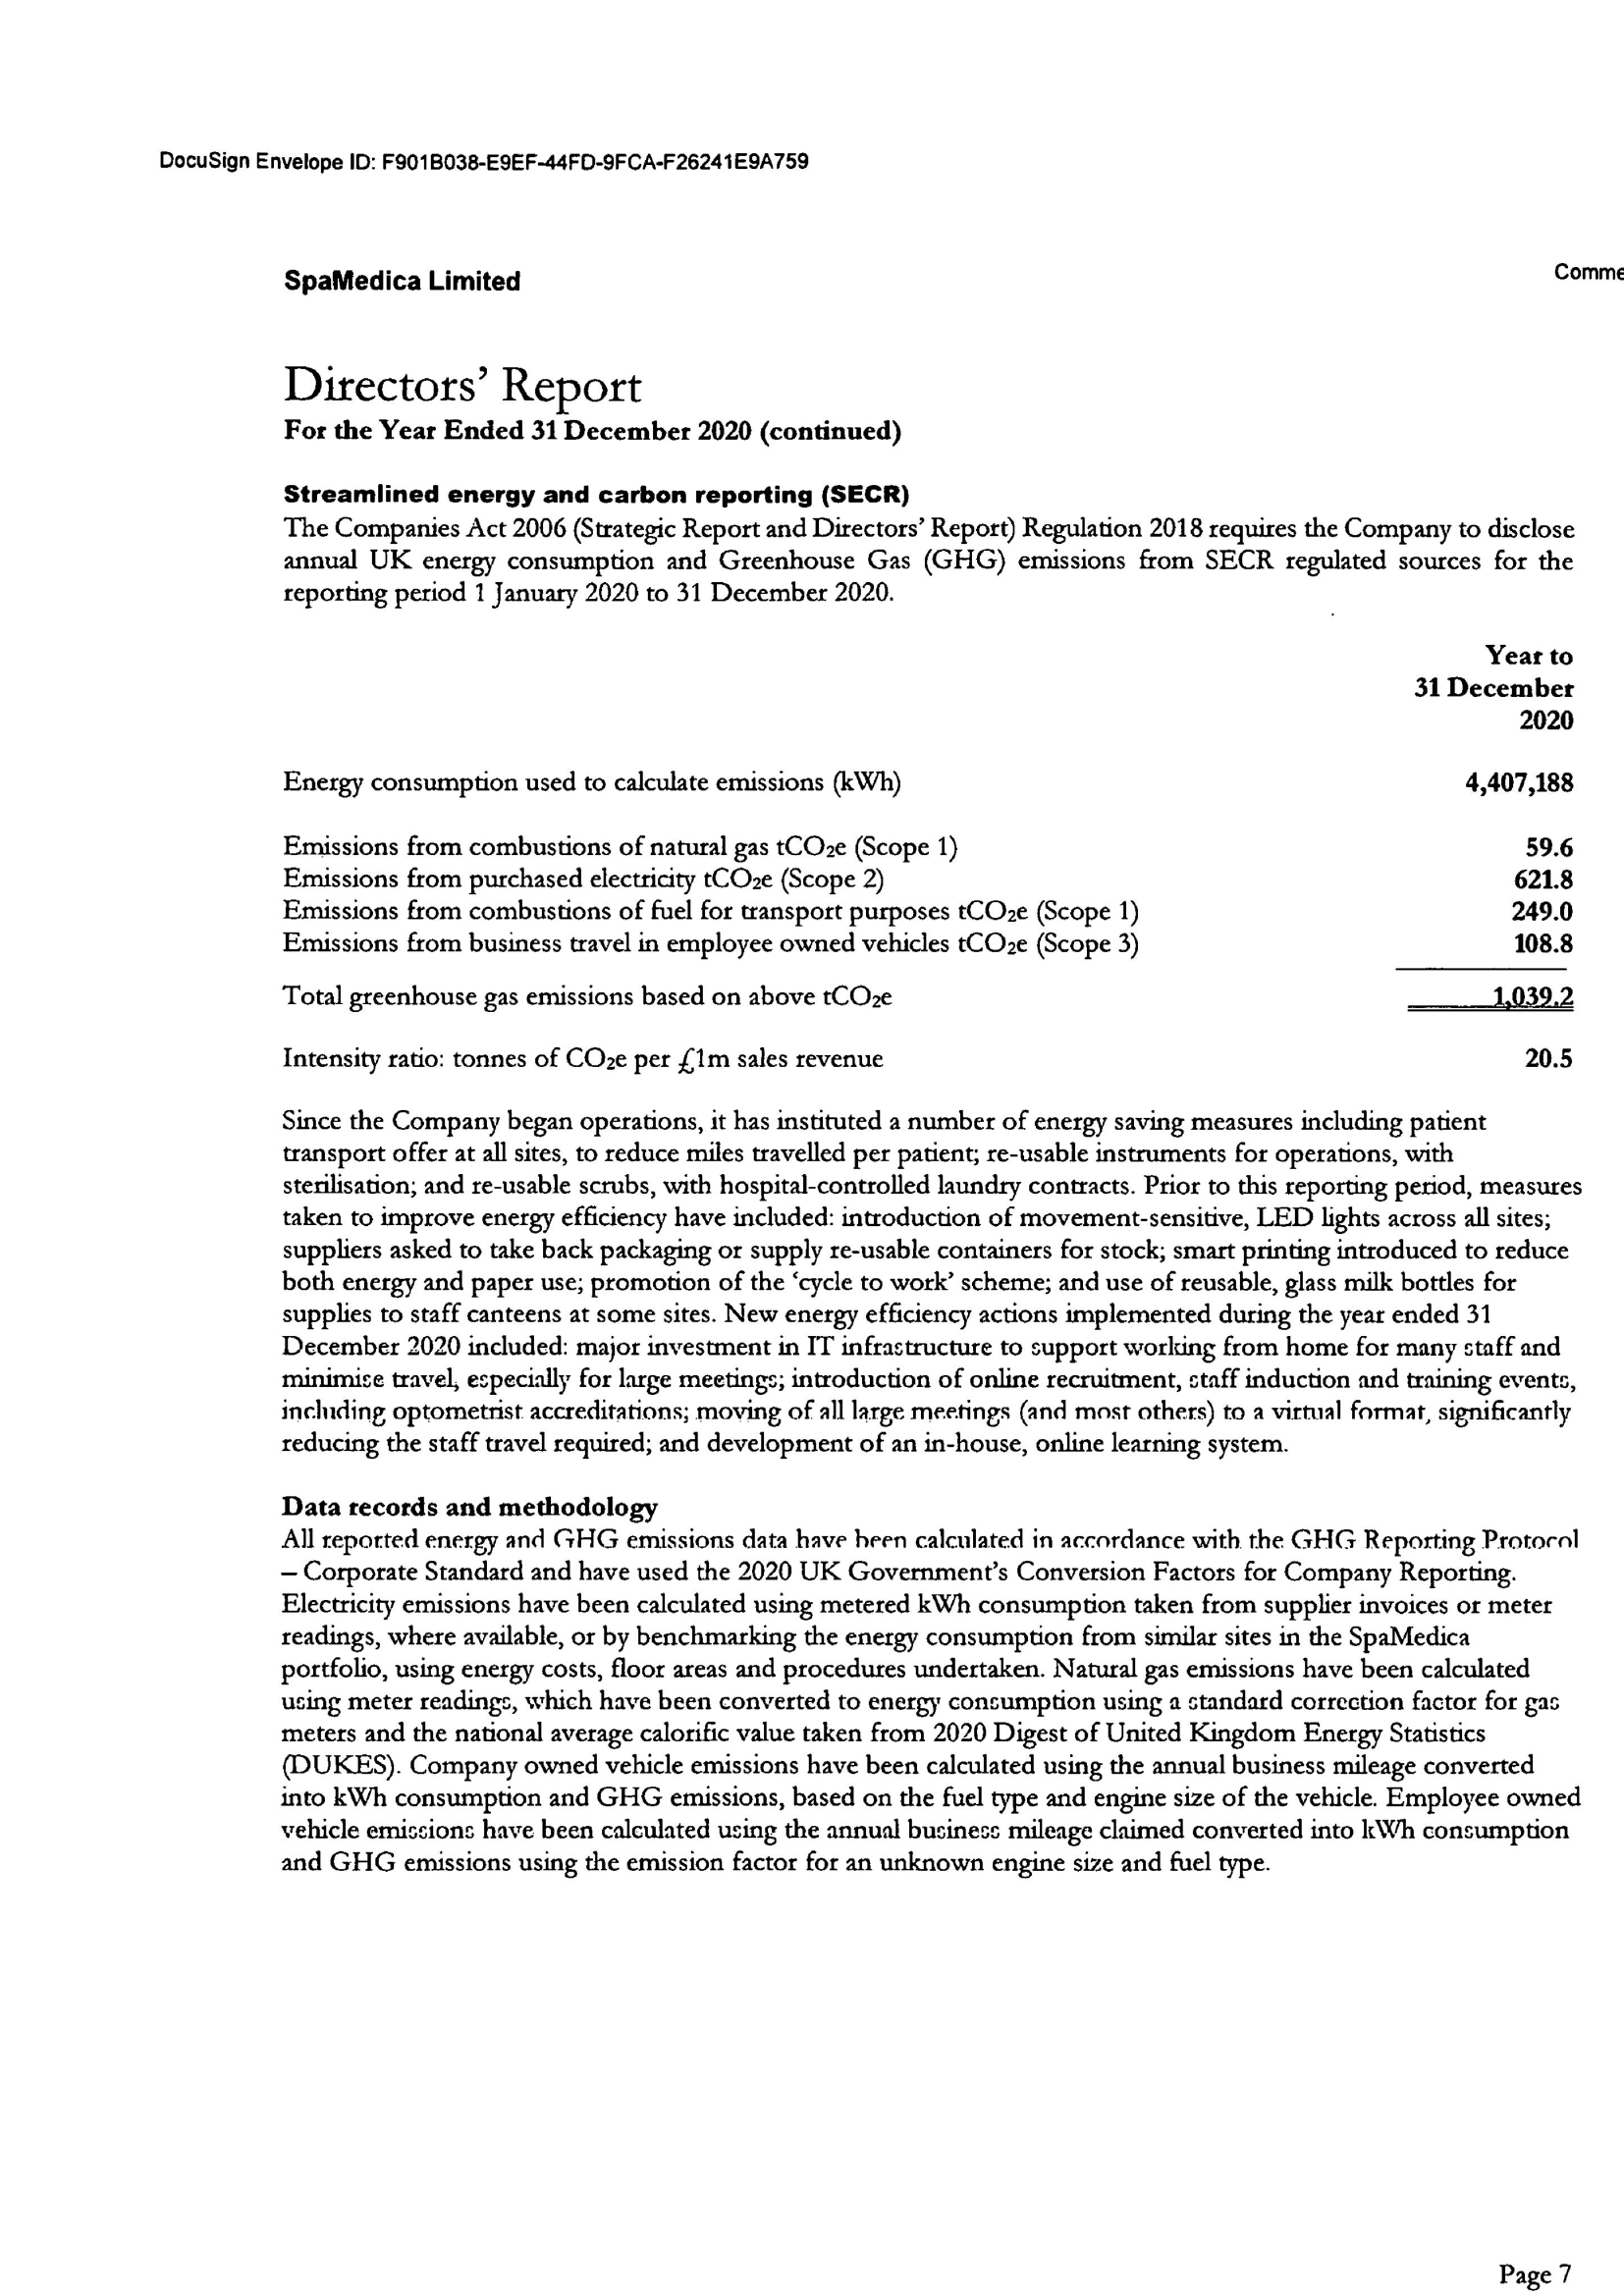 DocuSign Envelope ID: F901B038-E9EF-44FD-9FCA-F26241E9A759
SpaMedica Limited
Comme
Directors' Report
For the Year Ended 31 December 2020 (continued)
Streamlined energy and carbon reporting (SECR)
The Companies Act 2006 (Strategic Report and Directors' Report) Regulation 2018 requires the Company to disclose
annual UK energy consumption and Greenhouse Gas (GHG) emissions from SECR regulated sources for the
reporting period 1 January 2020 to 31 December 2020.
Year to
31 December
2020
Energy consumption used to calculate emissions (kWh) 4,407,188
Emissions from combustions of natural gas tCO2e (Scope 1) 59.6
Emissions from purchased electricity tCO2e (Scope 2) 621.8
Emissions from combustions of fuel for transport purposes tCO2e (Scope 1) 249.0
Emissions from business travel in employee owned vehicles tCO2e (Scope 3) 108.8
Total greenhouse gas emissions based on above tCO2e 1,039.2
Intensity ratio: tonnes of CO2e per £1m sales revenue 20.5
Since the Company began operations, it has instituted a number of energy saving measures including patient
transport offer at all sites, to reduce miles travelled per patient; re-usable instruments for operations, with
sterilisation; and re-usable scrubs, with hospital-controlled laundry contracts. Prior to this reporting period, measures
taken to improve energy efficiency have included: introduction of movement-sensitive, LED lights across all sites;
suppliers asked to take back packaging or supply re-usable containers for stock; smart printing introduced to reduce
both energy and paper use; promotion of the 'cycle to work' scheme; and use of reusable, glass milk bottles for
supplies to staff canteens at some sites. New energy efficiency actions implemented during the year ended 31
December 2020 included: major investment in IT infrastructure to support working from home for many staff and
minimise travel, especially for large meetings; introduction of online recruitment, staff induction and training events,
including optometrist accreditations; moving of all large meetings (and most others) to a virtual format, significantly
reducing the staff travel required; and development of an in-house, online learning system.
Data records and methodology
All reported energy and GHG emissions data have been calculated in accordance with the GHG Reporting Protocol
– Corporate Standard and have used the 2020 UK Government's Conversion Factors for Company Reporting.
Electricity emissions have been calculated using metered kWh consumption taken from supplier invoices or meter
readings, where available, or by benchmarking the energy consumption from similar sites in the SpaMedica
portfolio, using energy costs, floor areas and procedures undertaken. Natural gas emissions have been calculated
using meter readings, which have been converted to energy consumption using a standard correction factor for gas
meters and the national average calorific value taken from 2020 Digest of United Kingdom Energy Statistics
(DUKES). Company owned vehicle emissions have been calculated using the annual business mileage converted
into kWh consumption and GHG emissions, based on the fuel type and engine size of the vehicle. Employee owned
vehicle emissions have been calculated using the annual business mileage claimed converted into kWh consumption
and GHG emissions using the emission factor for an unknown engine size and fuel type.
Page 7